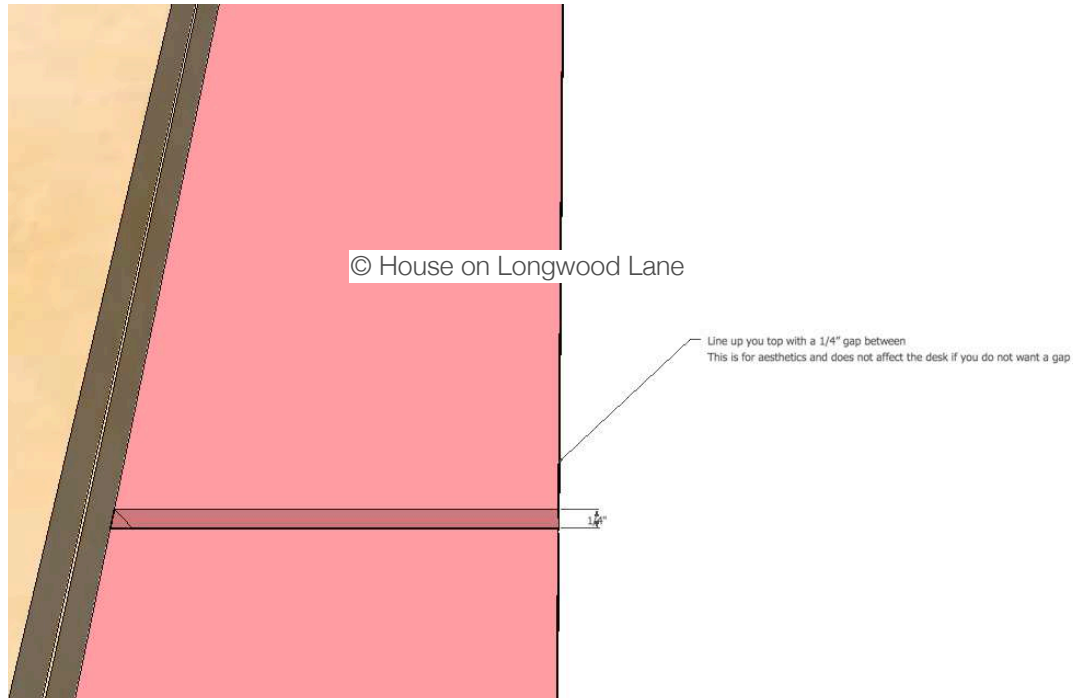 © House on Longwood Lane
Line up you top with a 1/4" gap between
This is for aesthetics and does not affect the desk if you do not want a gap
1/4"